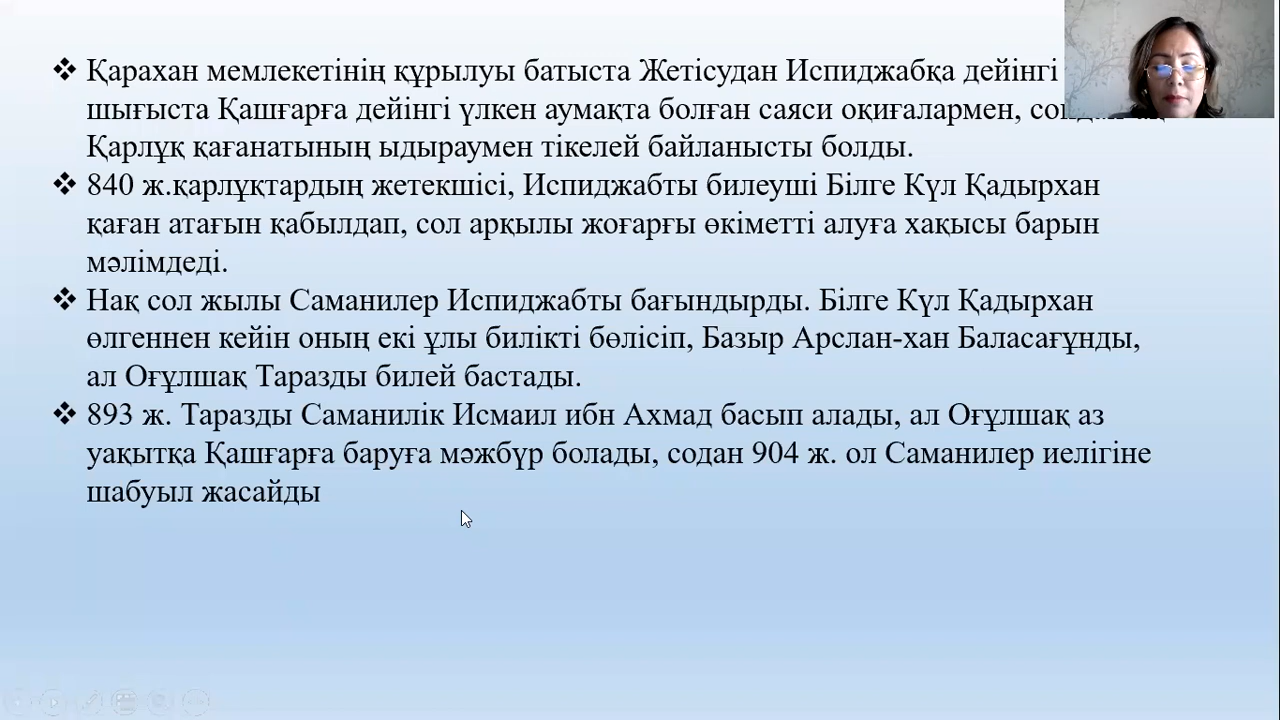 ❖ Қарахан мемлекетінің құрылуы батыста Жетісудан Испиджабқа дейінгі
шығыста Қашғарға дейінгі үлкен аумақта болған саяси оқиғалармен,
Қарлұқ қағанатының ыдыраумен тікелей байланысты болды.
❖ 840 ж.қарлұқтардың жетекшісі, Испиджабты билеуші Білге Күл Қадырхан
қаған атағын қабылдап, сол арқылы жоғарғы өкіметті алуға хақысы барын
мәлімдеді.
❖ Нақ сол жылы Саманилер Испиджабты бағындырды. Білге Күл Қадырхан
өлгеннен кейін оның екі ұлы билікті бөлісіп, Базыр Арслан-хан Баласағұнды,
ал Оғұлшақ Таразды билей бастады.
❖ 893 ж. Таразды Саманилік Исмаил ибн Ахмад басып алады, ал Оғұлшақ аз
уақытқа Қашғарға баруға мәжбүр болады, содан 904 ж. ол Саманилер иелігіне
шабуыл жасайды